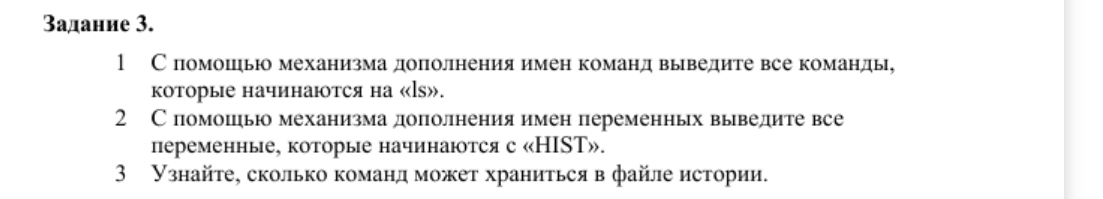 Задание 3.
1 С помощью механизма дополнения имен команд выведите все команды,
которые начинаются на «ls».
2 С помощью механизма дополнения имен переменных выведите все
переменные, которые начинаются с «HIST».
3 Узнайте, сколько команд может храниться в файле истории.